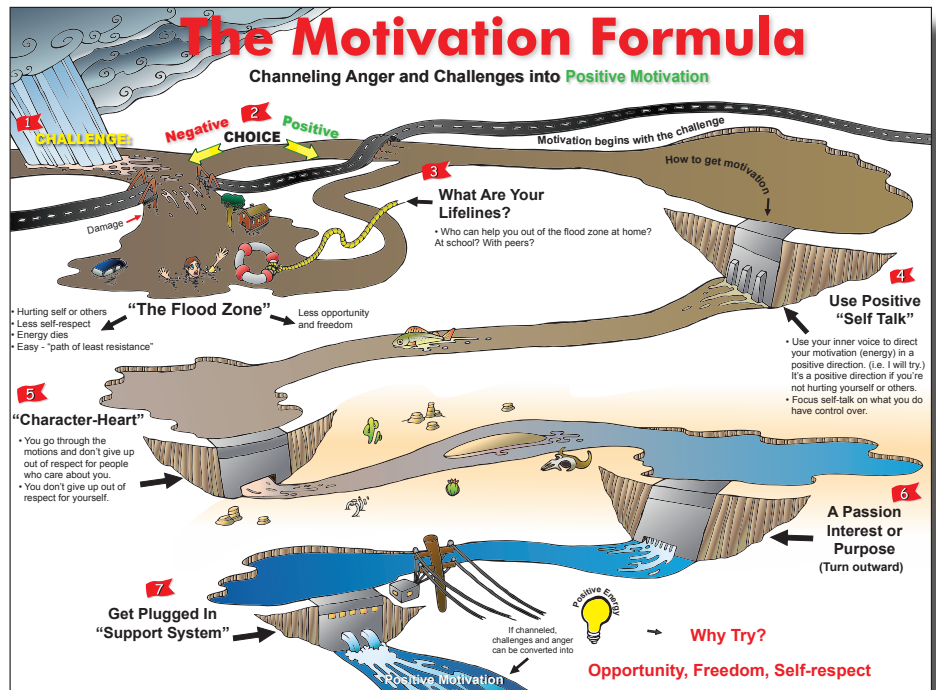 The Motivation Formula
Channeling Anger and Challenges into Positive Motivation
1
CHALLENGE:
2
Negative
CHOICE
Positive
Motivation begins with the challenge
How to get motivation
Damage
3
What Are Your
Lifelines?
• Who can help you out of the flood zone at home?
At school? With peers?
"The Flood Zone"
• Hurting self or others
• Less self-respect
• Energy dies
• Easy - "path of least resistance"
Less opportunity
and freedom
4
Use Positive
"Self Talk"
• Use your inner voice to direct
your motivation (energy) in a
positive direction. (i.e. I will try.)
It's a positive direction if you're
not hurting yourself or others.
• Focus self-talk on what you do
have control over.
5
"Character-Heart"
• You go through the
motions and don't give up
out of respect for people
who care about you.
• You don't give up out of
respect for yourself.
6
A Passion
Interest or
Purpose
(Turn outward)
7
Get Plugged In
"Support System"
If channeled,
challenges and anger
can be converted into
Positive Motivation
Positive Energy
Why Try?
Opportunity, Freedom, Self-respect